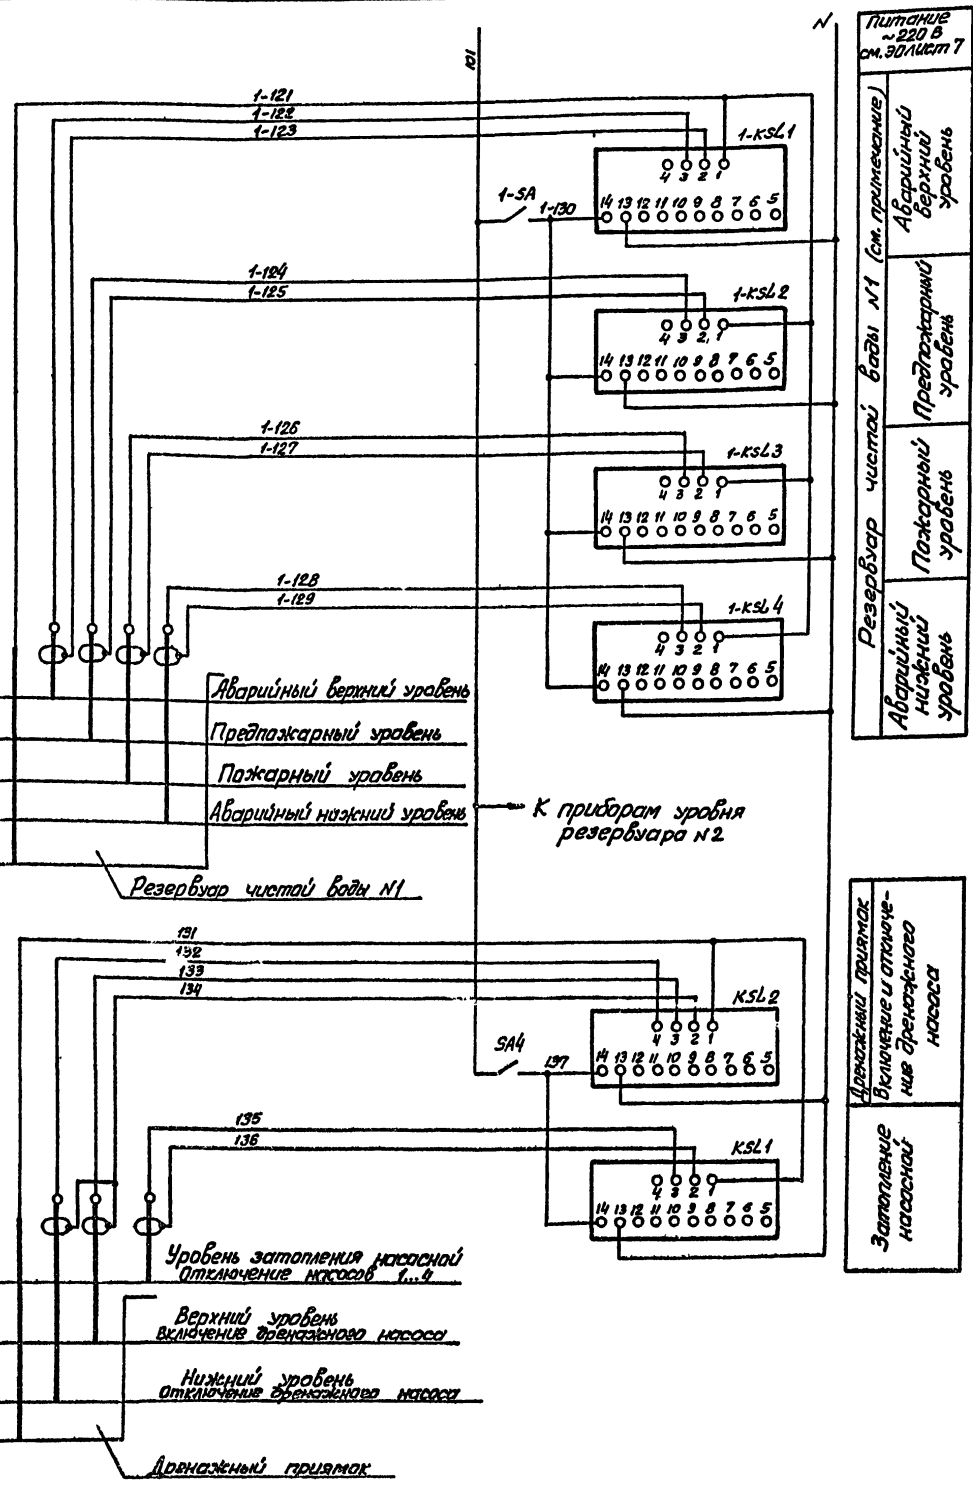 101
N
Питание
~220 В
см. ЭО лист 7
1-121
1-122
1-123
1-KSL1
4 3 2 1
14 13 12 11 10 9 8 7 6 5
1-SA
1-130
1-124
1-125
1-KSL2
4 3 2 1
14 13 12 11 10 9 8 7 6 5
1-126
1-127
1-KSL3
4 3 2 1
14 13 12 11 10 9 8 7 6 5
1-128
1-129
1-KSL4
4 3 2 1
14 13 12 11 10 9 8 7 6 5
Резервуар чистой воды N1 (см. примечание)
Аварийный
верхний
уровень
Предпожарный
уровень
Пожарный
уровень
Аварийный
нижний
уровень
Аварийный верхний уровень
Предпожарный уровень
Пожарный уровень
Аварийный нижний уровень
Резервуар чистой воды N1
К приборам уровня
резервуара N2
131
132
133
134
KSL2
4 3 2 1
14 13 12 11 10 9 8 7 6 5
SA4
137
135
136
KSL1
4 3 2 1
14 13 12 11 10 9 8 7 6 5
Дренажный приямок
Включение и отключе-
ние дренажного
насоса
Затопление
насосной
Уровень затопления насосной
Отключение насосов 1...4
Верхний уровень
Включение дренажного насоса
Нижний уровень
Отключение дренажного насоса
Дренажный приямок